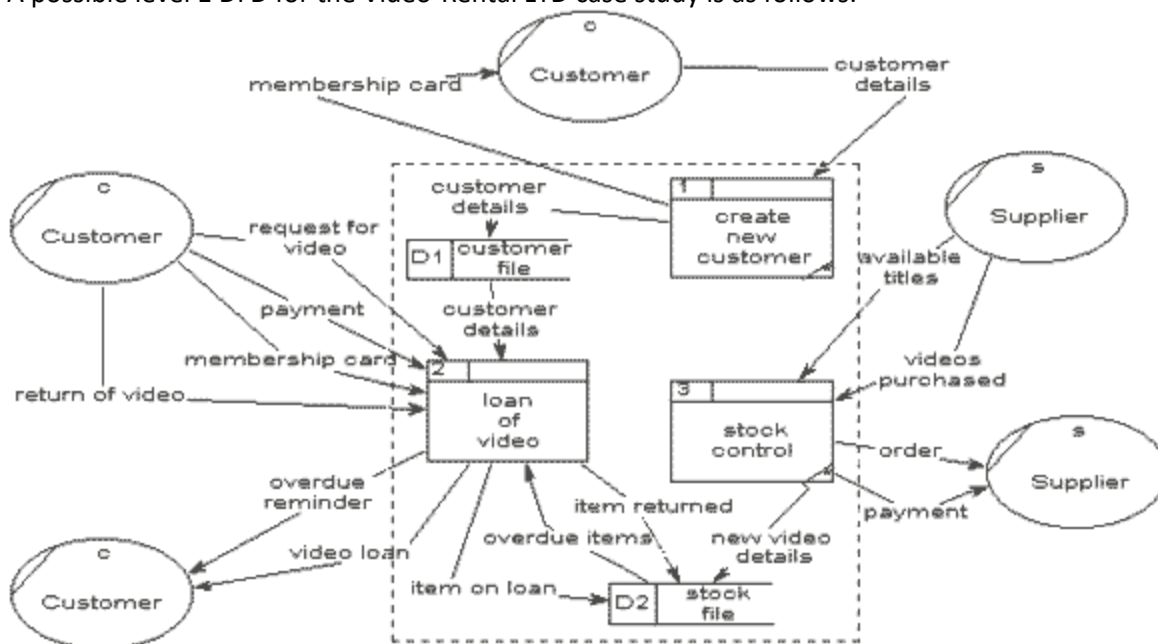 A possible level 1 DFD for the Video-Rental LTD case study is as follows:
c
Customer
membership card
customer
details
c
Customer
request for
video
payment
membership card
return of video
customer
details
D1
customer
file
customer
details
1
create
new
customer
s
Supplier
available
titles
videos
purchased
2
loan
of
video
3
stock
control
order
payment
s
Supplier
overdue
reminder
video loan
item on loan
item returned
overdue items
new video
details
c
Customer
D2
stock
file